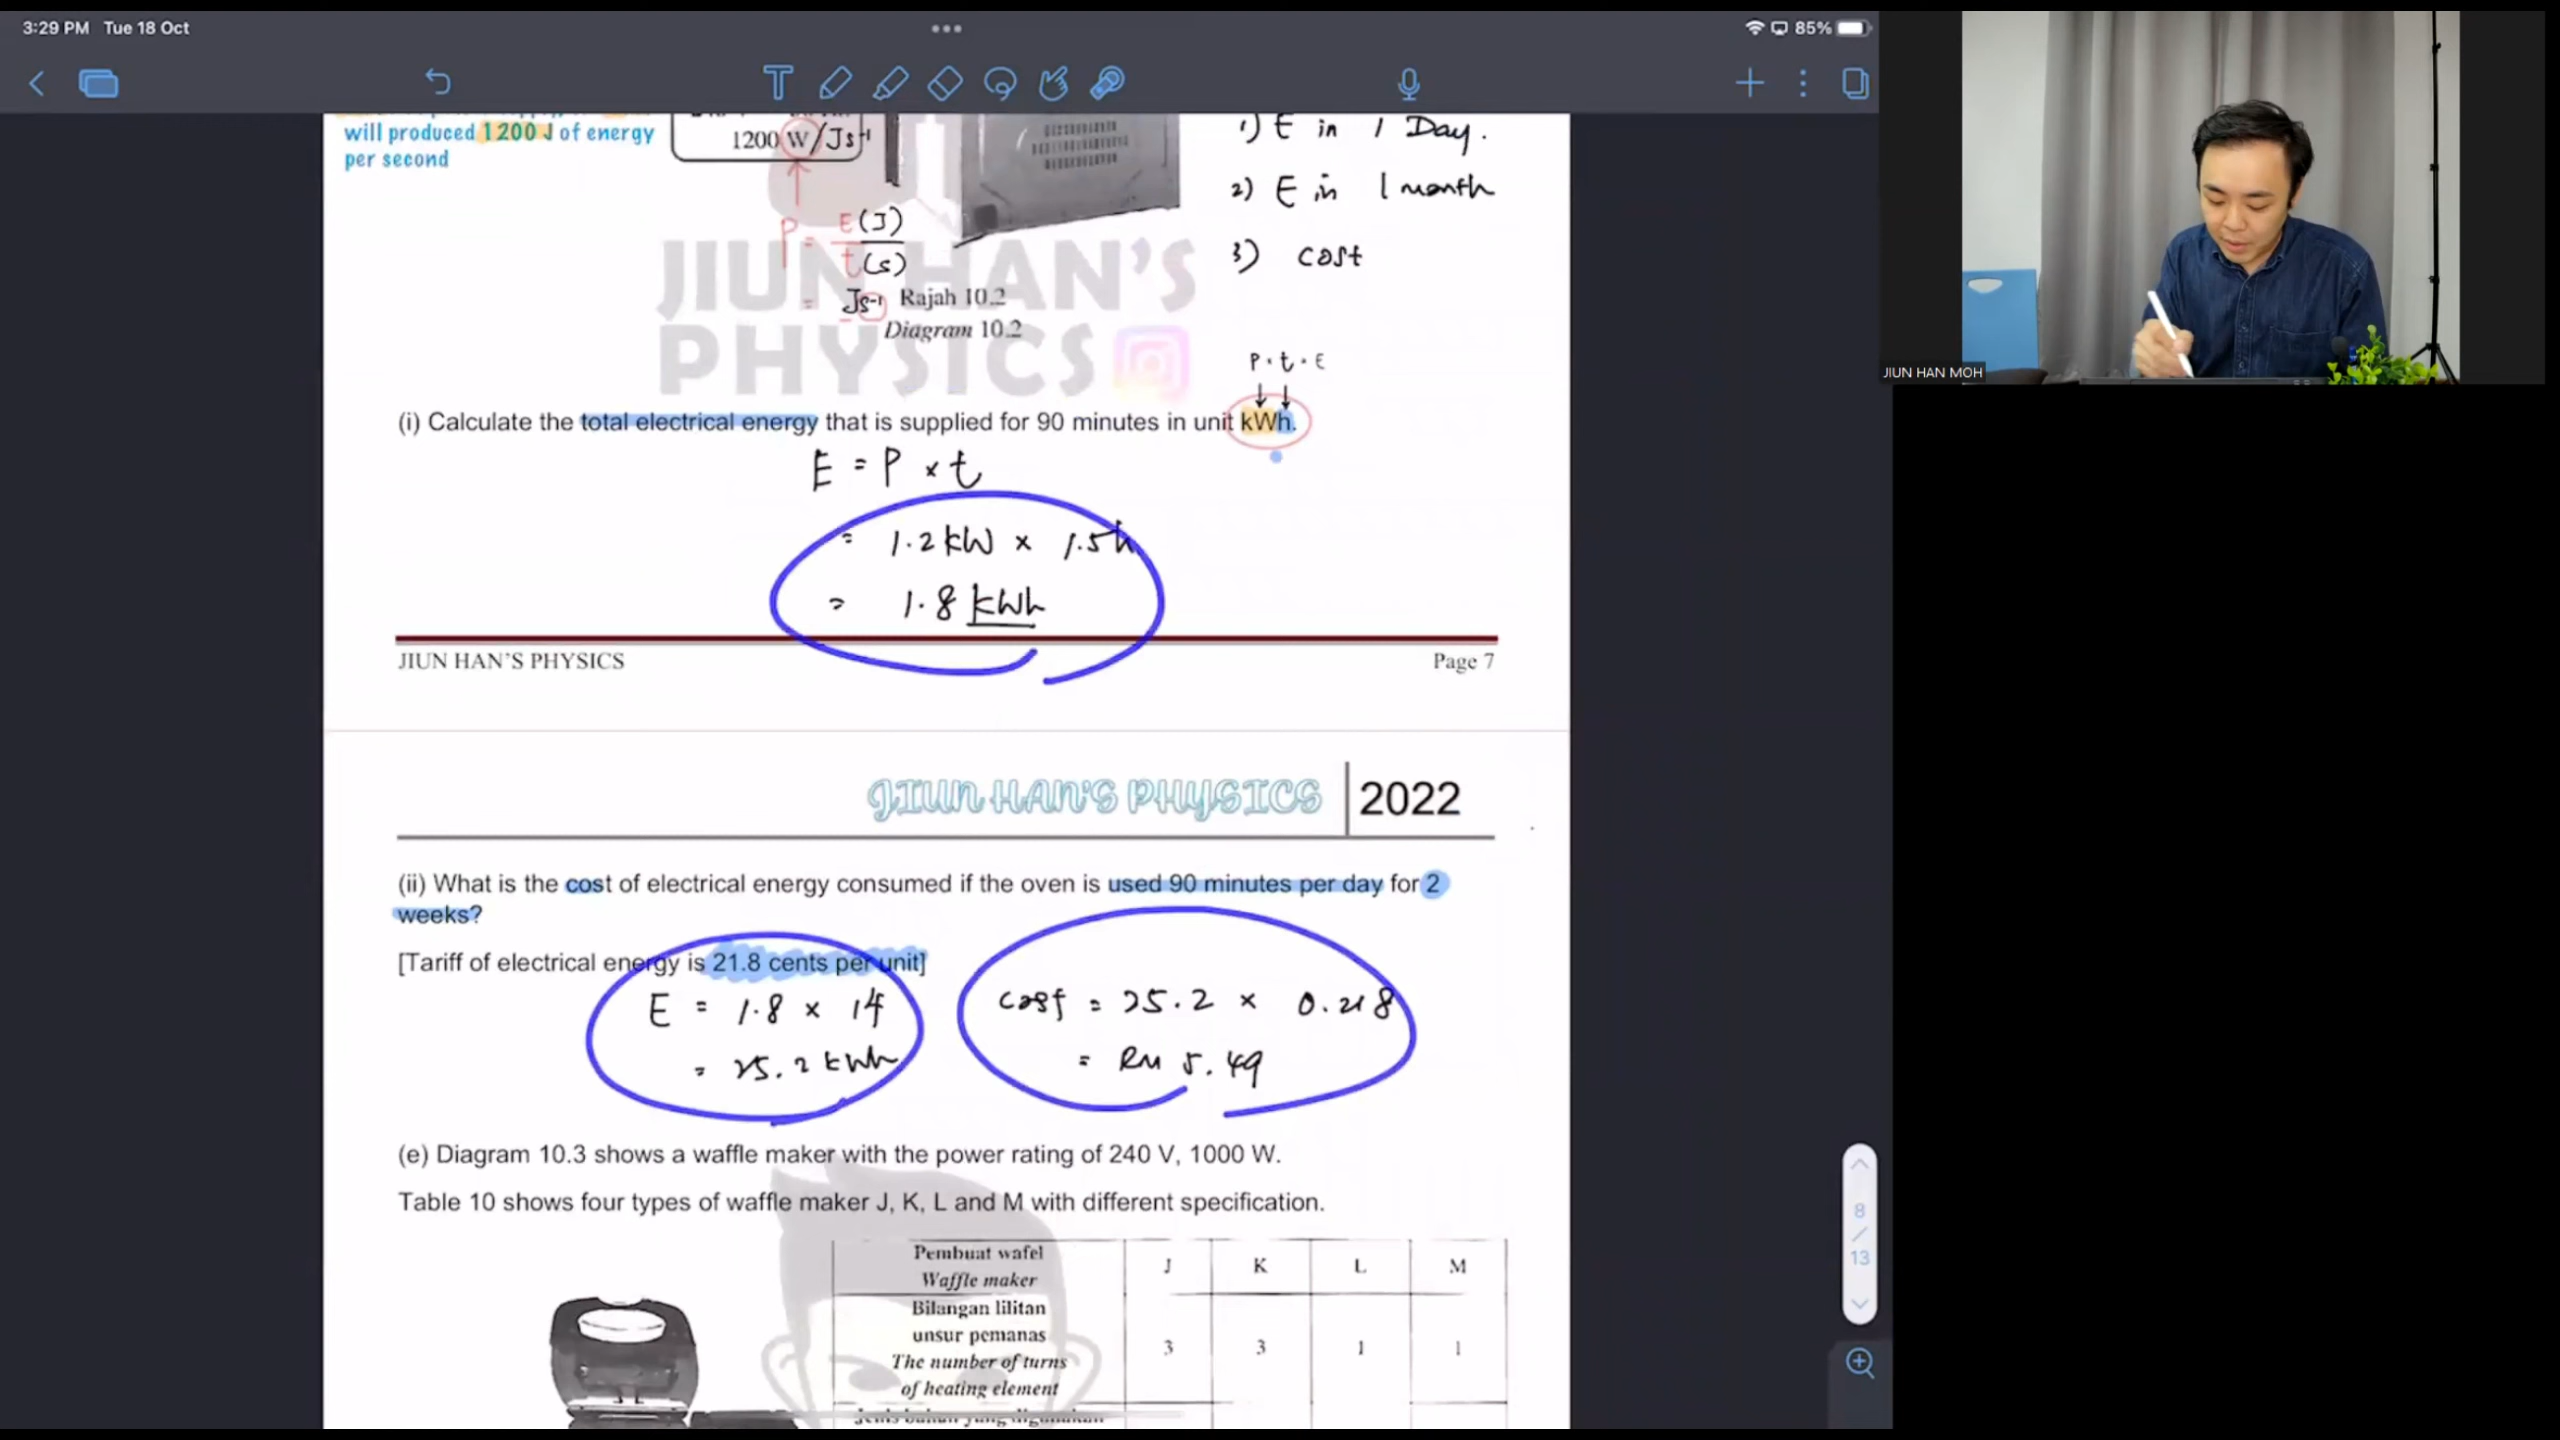 3:29 PM Tue 18 Oct
85%
will produced 1200 J of energy
per second
1200 W/Js⁻¹
P = E(J)
t(s)
= Js⁻¹
1) E in 1 Day.
2) E in 1 month
3) cost
JIUN HAN'S
PHYSICS
Rajah 10.2
Diagram 10.2
P · t · E
(i) Calculate the total electrical energy that is supplied for 90 minutes in unit kWh.
E = P × t
= 1.2 kW × 1.5h
= 1.8 kWh
JIUN HAN'S PHYSICS Page 7
JIUN HAN'S PHYSICS 2022
(ii) What is the cost of electrical energy consumed if the oven is used 90 minutes per day for 2
weeks?
[Tariff of electrical energy is 21.8 cents per unit]
E = 1.8 × 14
= 25.2 kWh
cost = 25.2 × 0.218
= RM 5.49
(e) Diagram 10.3 shows a waffle maker with the power rating of 240 V, 1000 W.
Table 10 shows four types of waffle maker J, K, L and M with different specification.
Pembuat wafel
Waffle maker
J K L M
Bilangan lilitan
unsur pemanas
The number of turns
of heating element
3 3 1 1
8
/
13
JIUN HAN MOH